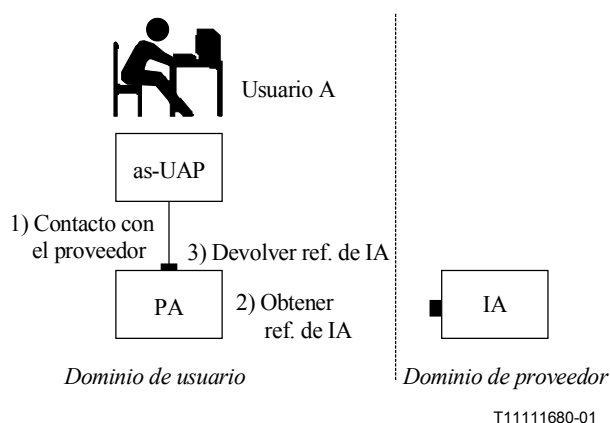 Usuario A
as-UAP
1) Contacto con
el proveedor
3) Devolver ref. de IA
PA
2) Obtener
ref. de IA
IA
Dominio de usuario
Dominio de proveedor
T11111680-01